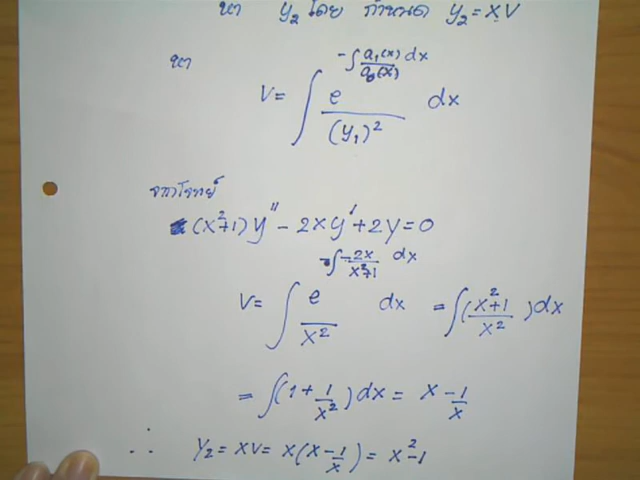 หา y₂ โดย กำหนด y₂ = xv
หา
v = ∫ e^(-∫ a₁(x)/a₀(x) dx) / (y₁)² dx
จากโจทย์
(x²+1)y'' - 2xy' + 2y = 0
v = ∫ e^(-∫ -2x/(x²+1) dx) / x² dx = ∫ ((x²+1)/x²) dx
= ∫ (1 + 1/x²) dx = x - 1/x
∴ y₂ = xv = x(x - 1/x) = x² - 1